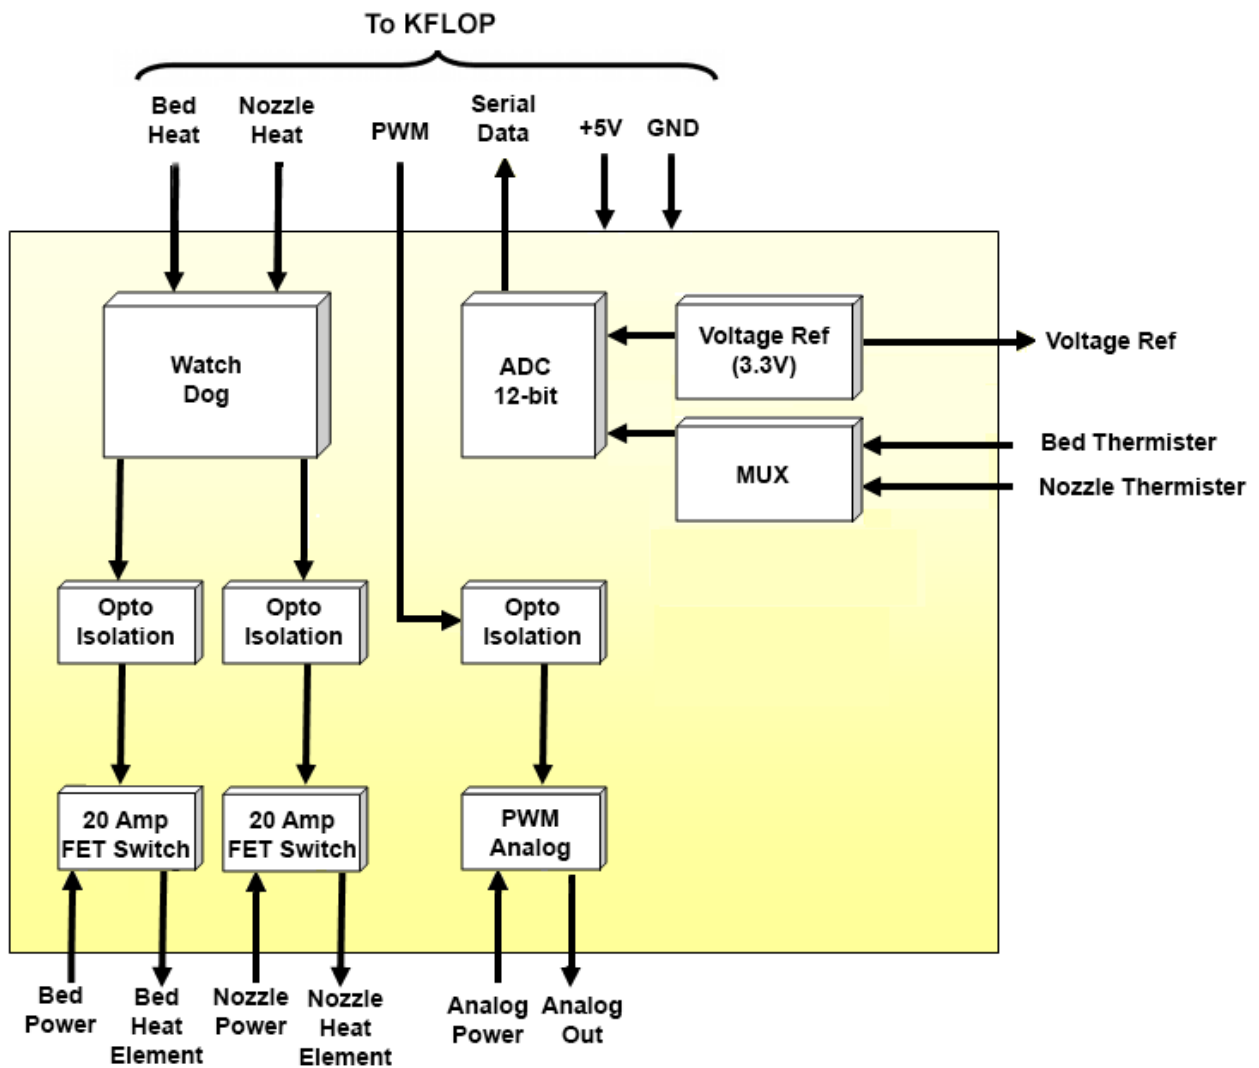 To KFLOP
Bed
Heat
Nozzle
Heat
PWM
Serial
Data
+5V
GND
Watch
Dog
ADC
12-bit
Voltage Ref
(3.3V)
Voltage Ref
MUX
Bed Thermister
Nozzle Thermister
Opto
Isolation
Opto
Isolation
Opto
Isolation
20 Amp
FET Switch
20 Amp
FET Switch
PWM
Analog
Bed
Power
Bed
Heat
Element
Nozzle
Power
Nozzle
Heat
Element
Analog
Power
Analog
Out